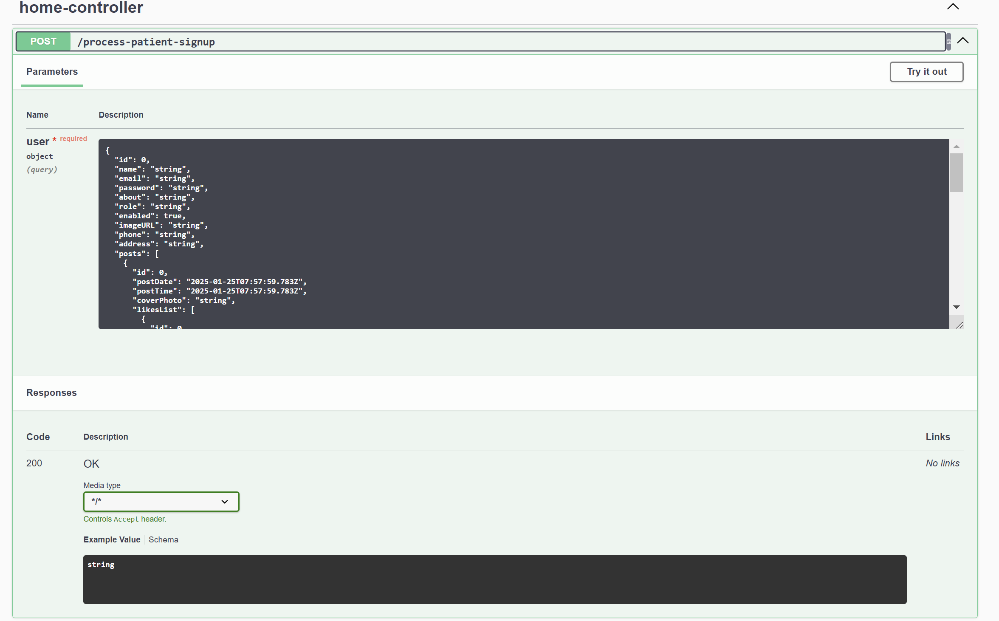 home-controller
POST /process-patient-signup
Parameters
Try it out
Name Description
user * required
object
(query)
{
  "id": 0,
  "name": "string",
  "email": "string",
  "password": "string",
  "about": "string",
  "role": "string",
  "enabled": true,
  "imageURL": "string",
  "phone": "string",
  "address": "string",
  "posts": [
    {
      "id": 0,
      "postDate": "2025-01-25T07:57:59.783Z",
      "postTime": "2025-01-25T07:57:59.783Z",
      "coverPhoto": "string",
      "likesList": [
        {
          "id": 0
Responses
Code Description Links
200 OK No links
Media type
*/*
Controls Accept header.
Example Value Schema
string